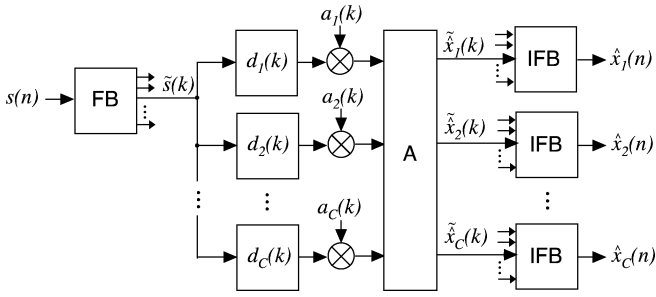 s(n) FB s̃(k) d₁(k) a₁(k) A x̃̂₁(k) IFB x̂₁(n)
d₂(k) a₂(k) x̃̂₂(k) IFB x̂₂(n)
d_C(k) a_C(k) x̃̂_C(k) IFB x̂_C(n)